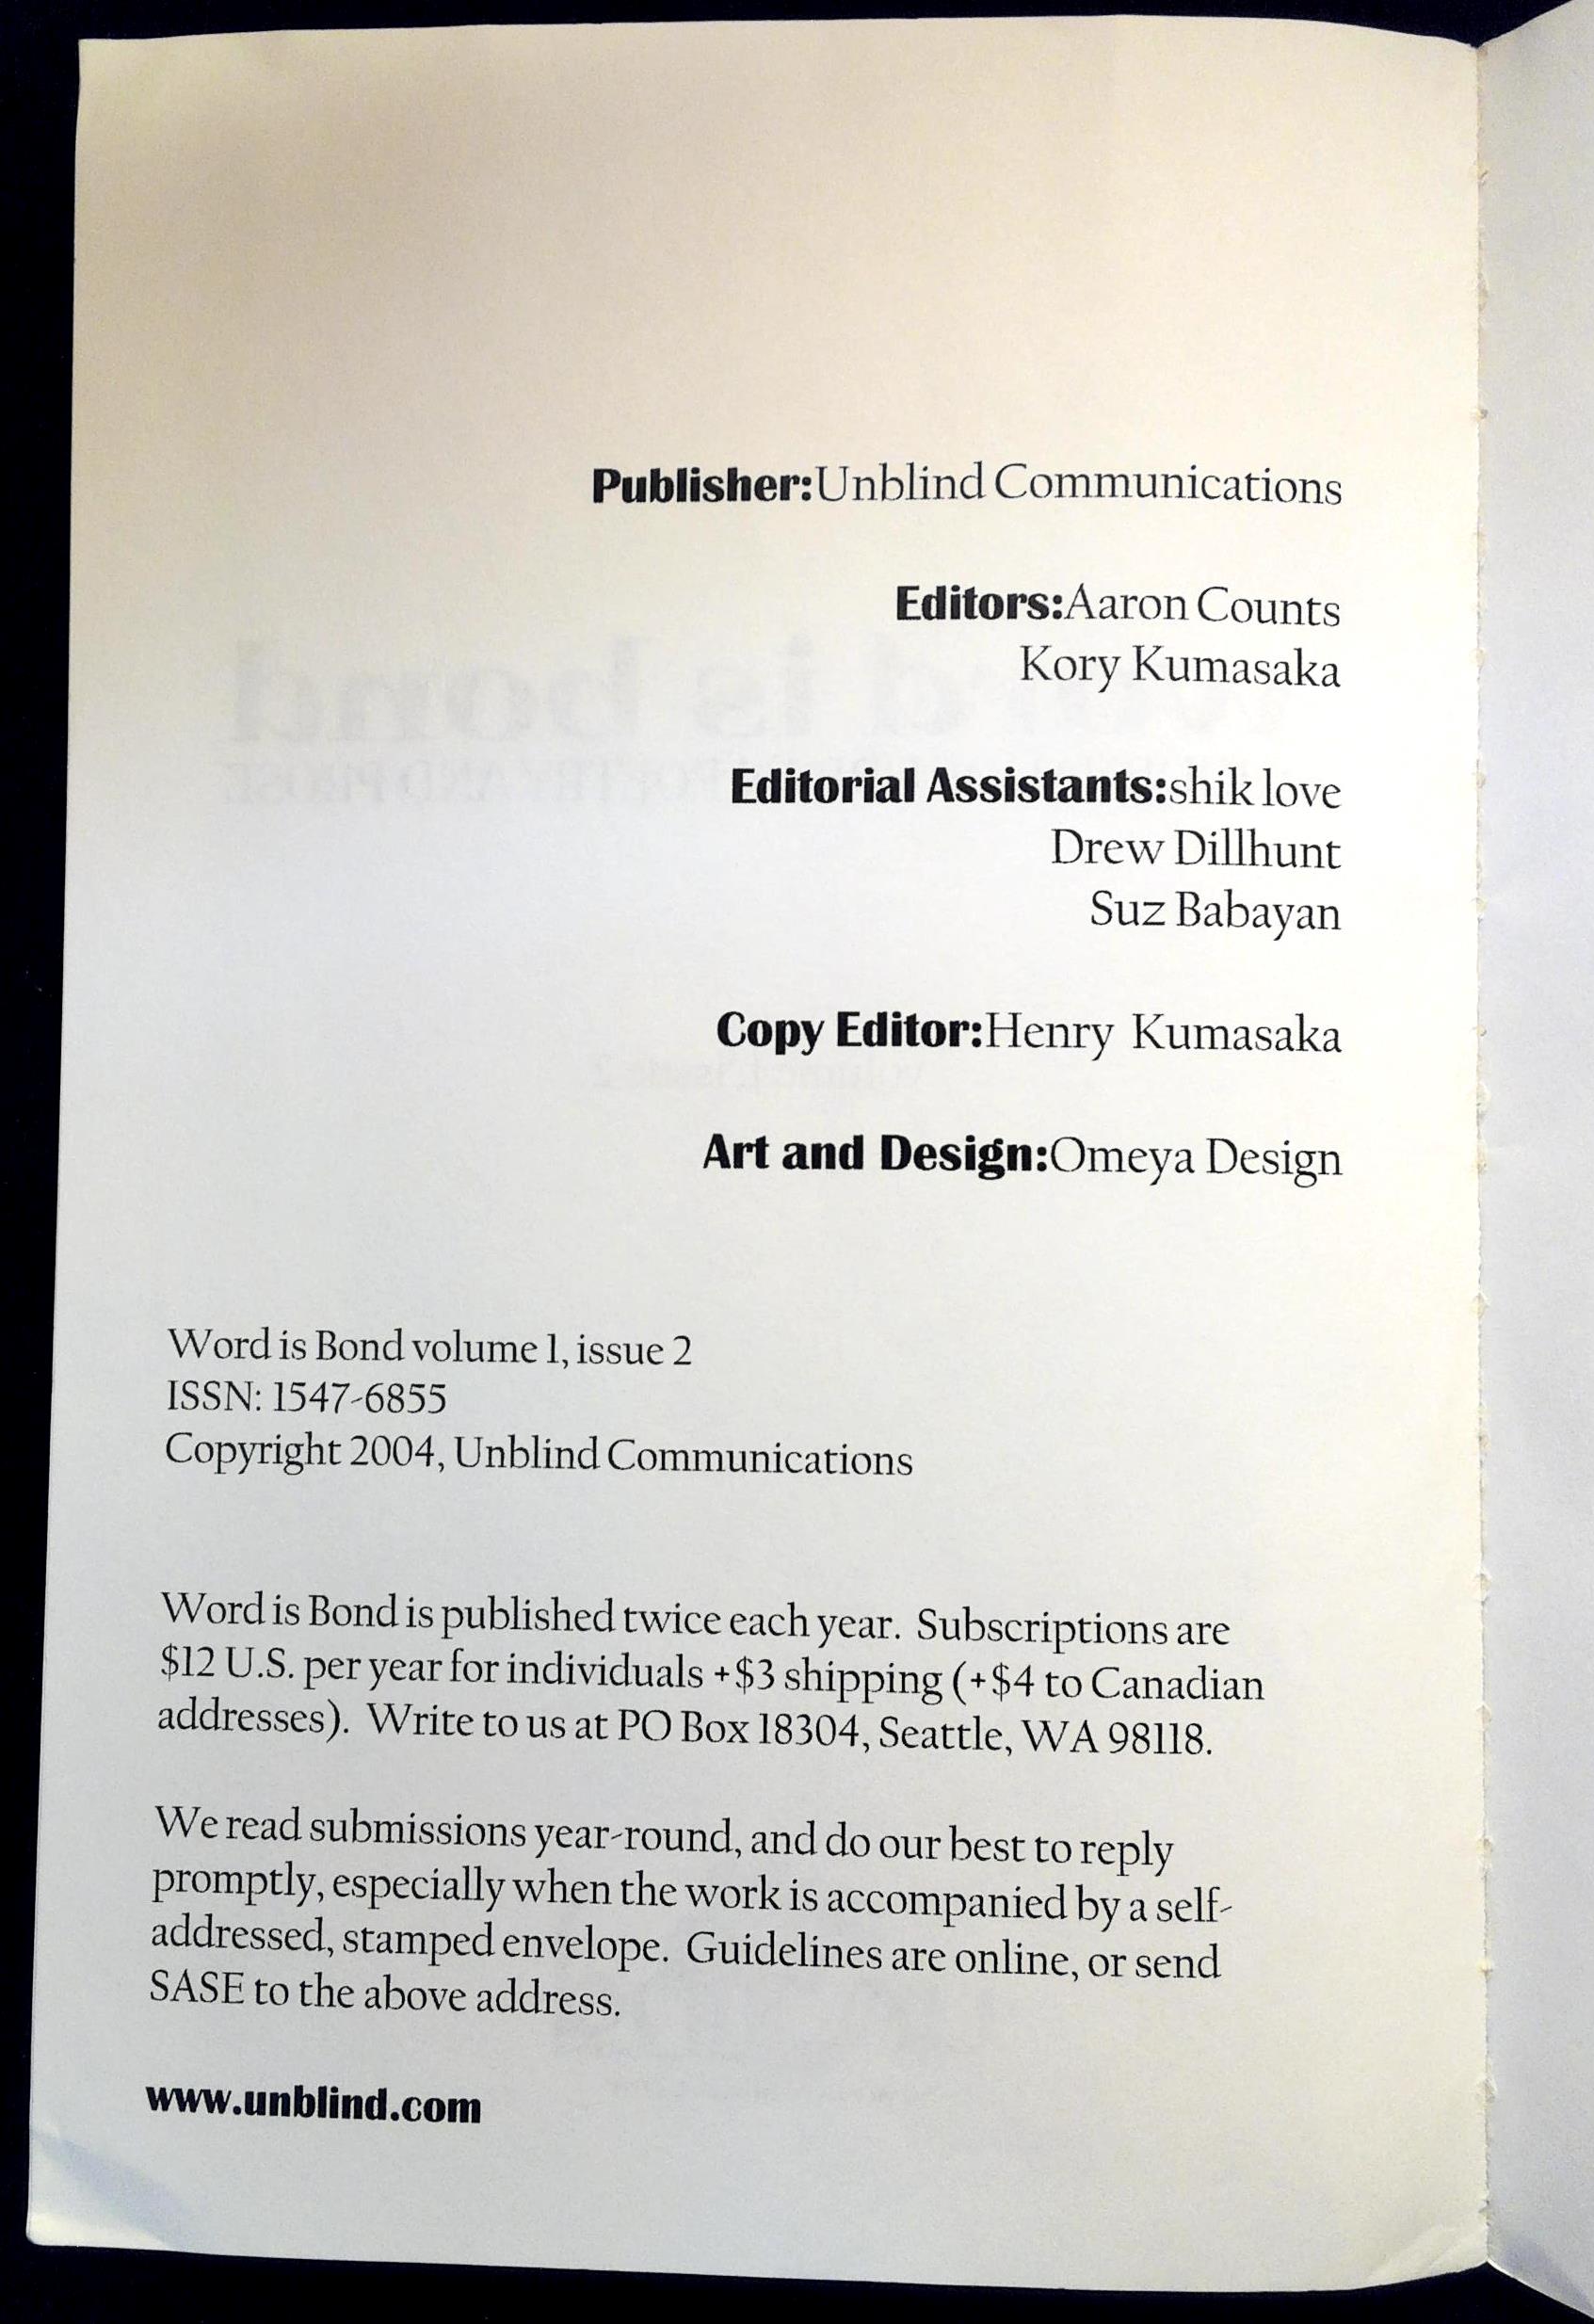 Publisher:Unblind Communications
Editors:Aaron Counts
Kory Kumasaka
Editorial Assistants:shik love
Drew Dillhunt
Suz Babayan
Copy Editor:Henry Kumasaka
Art and Design:Omeya Design
Word is Bond volume 1, issue 2
ISSN: 1547-6855
Copyright 2004, Unblind Communications
Word is Bond is published twice each year. Subscriptions are
$12 U.S. per year for individuals +$3 shipping (+$4 to Canadian
addresses). Write to us at PO Box 18304, Seattle, WA 98118.
We read submissions year-round, and do our best to reply
promptly, especially when the work is accompanied by a self-
addressed, stamped envelope. Guidelines are online, or send
SASE to the above address.
www.unblind.com